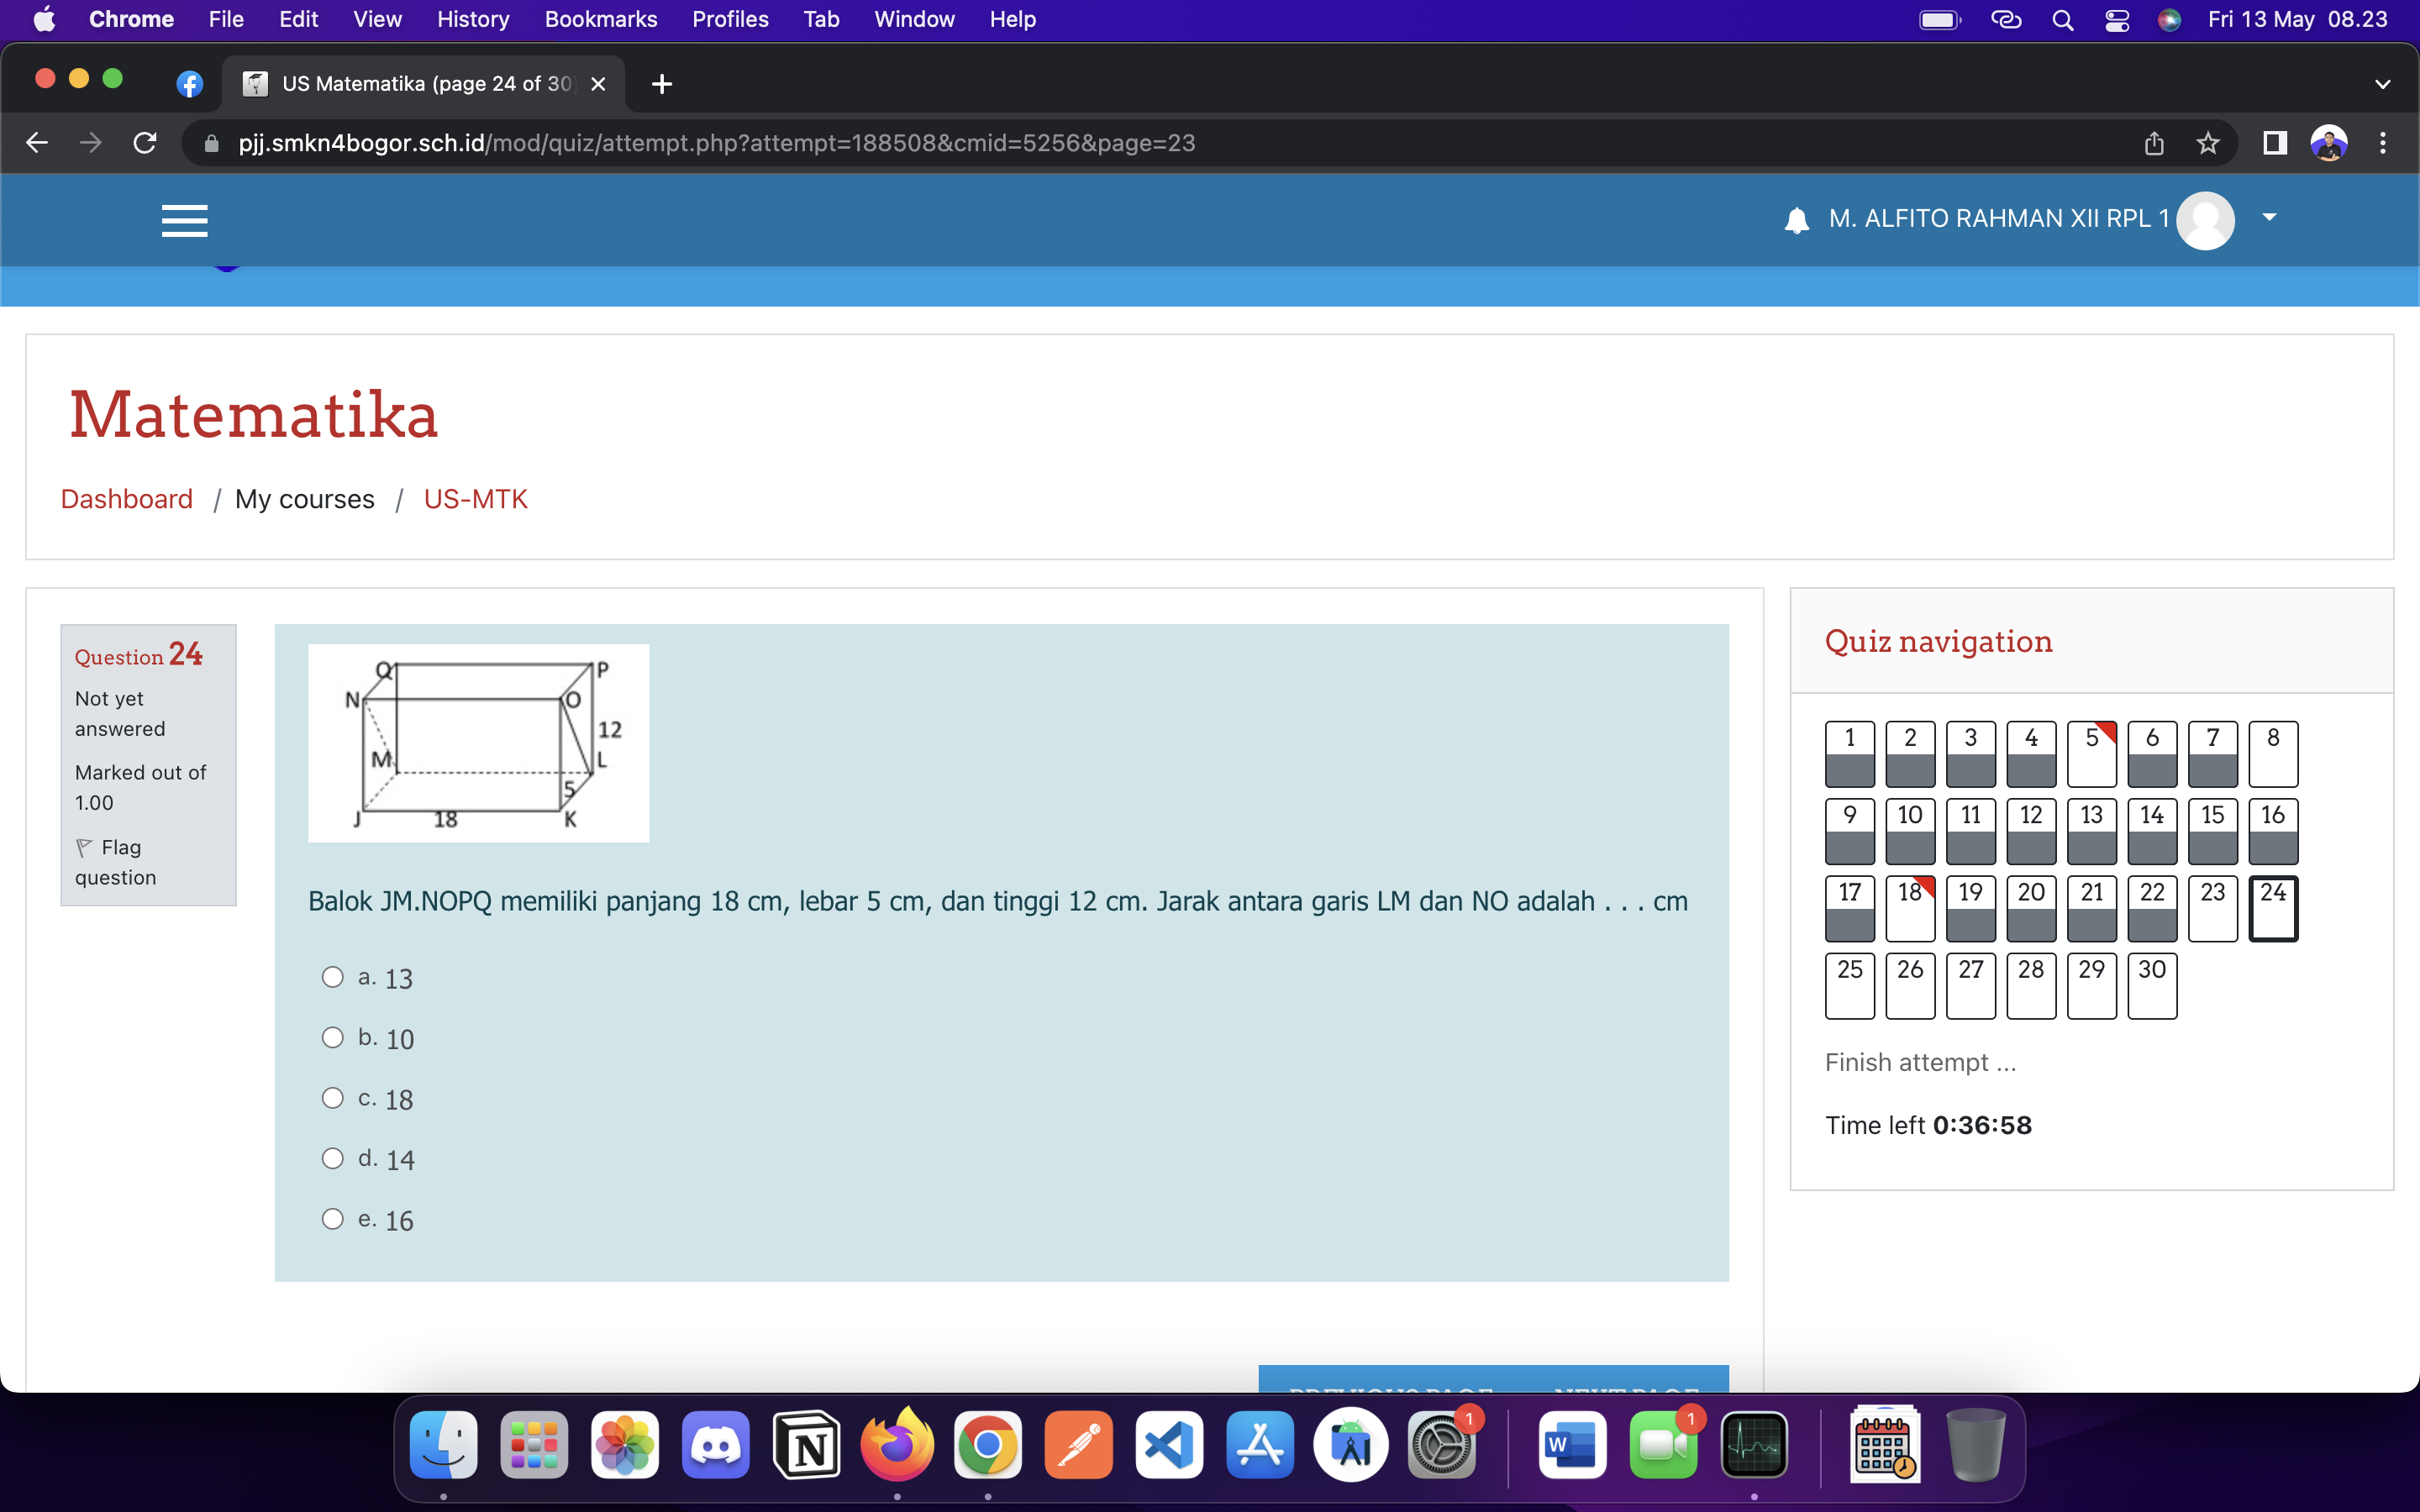 Chrome File Edit View History Bookmarks Profiles Tab Window Help Fri 13 May 08.23
US Matematika (page 24 of 30)
pjj.smkn4bogor.sch.id/mod/quiz/attempt.php?attempt=188508&cmid=5256&page=23
M. ALFITO RAHMAN XII RPL 1
Matematika
Dashboard / My courses / US-MTK
Question 24
Not yet
answered
Marked out of
1.00
Flag
question
Q P
N O
12
M L
5
J 18 K
Balok JM.NOPQ memiliki panjang 18 cm, lebar 5 cm, dan tinggi 12 cm. Jarak antara garis LM dan NO adalah . . . cm
a. 13
b. 10
c. 18
d. 14
e. 16
PREVIOUS PAGE NEXT PAGE
Quiz navigation
1 2 3 4 5 6 7 8
9 10 11 12 13 14 15 16
17 18 19 20 21 22 23 24
25 26 27 28 29 30
Finish attempt ...
Time left 0:36:58
N 1 W 1